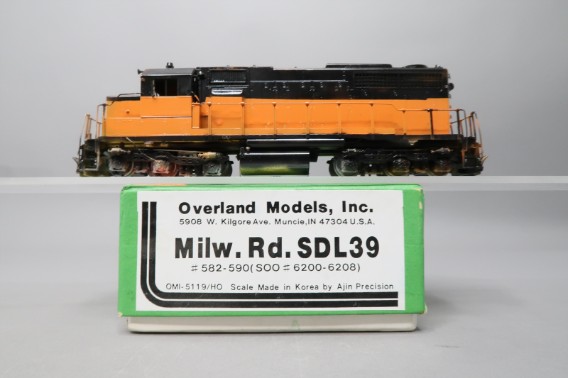 Overland Models, Inc.
5908 W. Kilgore Ave. Muncie, IN 47304 U.S.A.
Milw. Rd. SDL39
#582-590(SOO #6200-6208)
OMI-5119/HO Scale Made in Korea by Ajin Precision